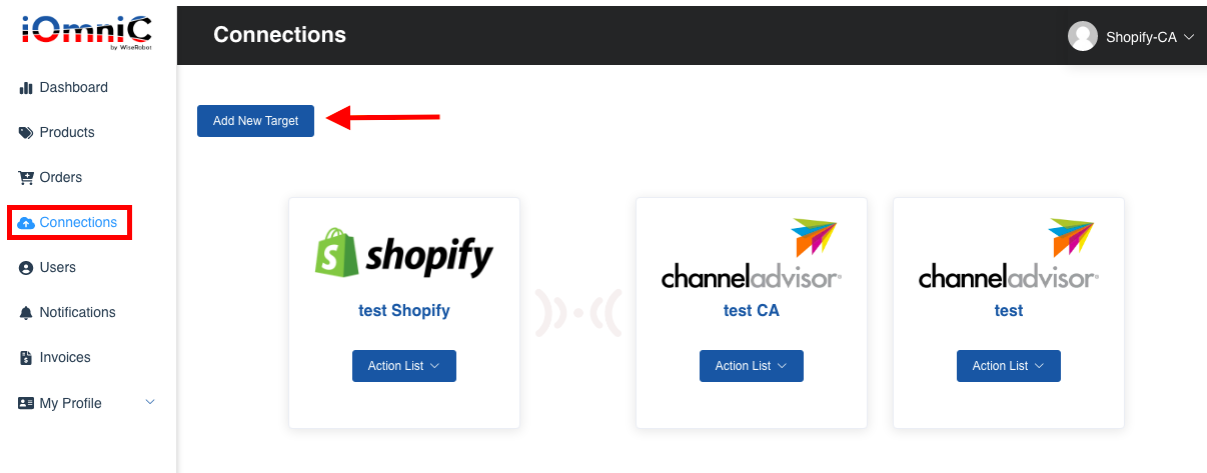 iOmniC
by WiseRobot
Connections
Shopify-CA
Dashboard
Products
Orders
Connections
Users
Notifications
Invoices
My Profile
Add New Target
shopify
test Shopify
Action List
channeladvisor
test CA
Action List
channeladvisor
test
Action List